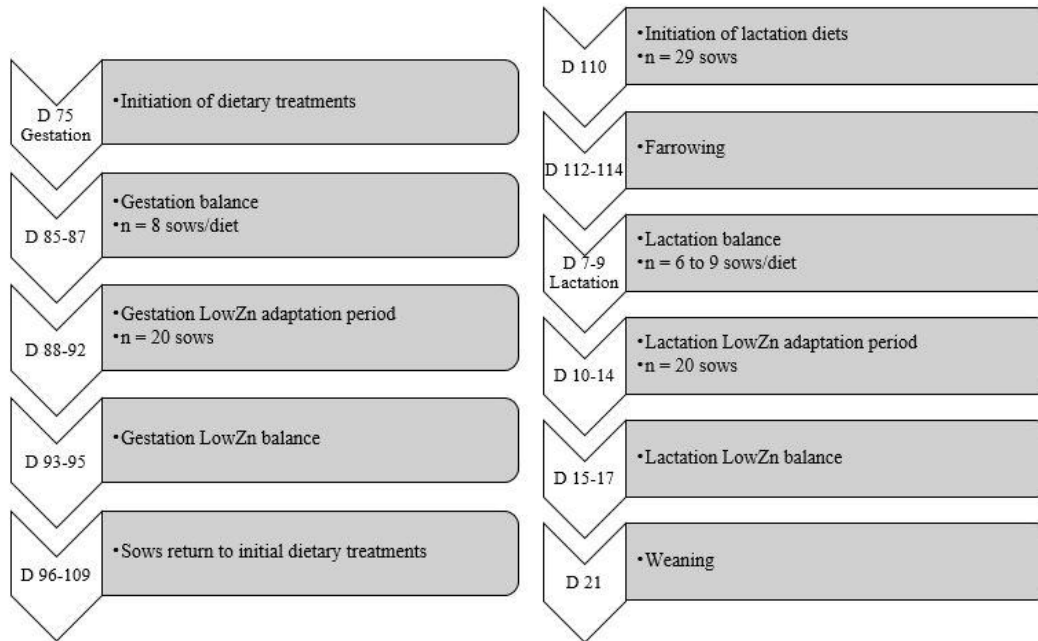 D 75
Gestation
•Initiation of dietary treatments
D 85-87
•Gestation balance
•n = 8 sows/diet
D 88-92
•Gestation LowZn adaptation period
•n = 20 sows
D 93-95
•Gestation LowZn balance
D 96-109
•Sows return to initial dietary treatments
D 110
•Initiation of lactation diets
•n = 29 sows
D 112-114
•Farrowing
D 7-9
Lactation
•Lactation balance
•n = 6 to 9 sows/diet
D 10-14
•Lactation LowZn adaptation period
•n = 20 sows
D 15-17
•Lactation LowZn balance
D 21
•Weaning